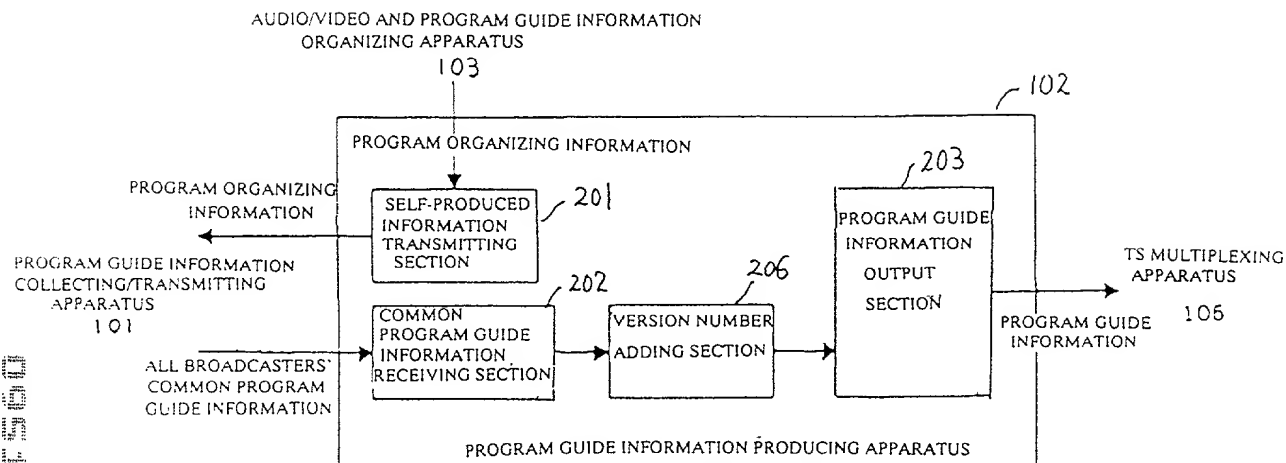 AUDIO/VIDEO AND PROGRAM GUIDE INFORMATION
ORGANIZING APPARATUS
103
102
PROGRAM ORGANIZING INFORMATION
203
PROGRAM ORGANIZING
INFORMATION
SELF-PRODUCED
INFORMATION
TRANSMITTING
SECTION
201
PROGRAM GUIDE
INFORMATION
OUTPUT
SECTION
PROGRAM GUIDE INFORMATION
COLLECTING/TRANSMITTING
APPARATUS
101
TS MULTIPLEXING
APPARATUS
105
202
206
COMMON
PROGRAM GUIDE
INFORMATION
RECEIVING SECTION
VERSION NUMBER
ADDING SECTION
PROGRAM GUIDE
INFORMATION
ALL BROADCASTERS'
COMMON PROGRAM
GUIDE INFORMATION
PROGRAM GUIDE INFORMATION PRODUCING APPARATUS